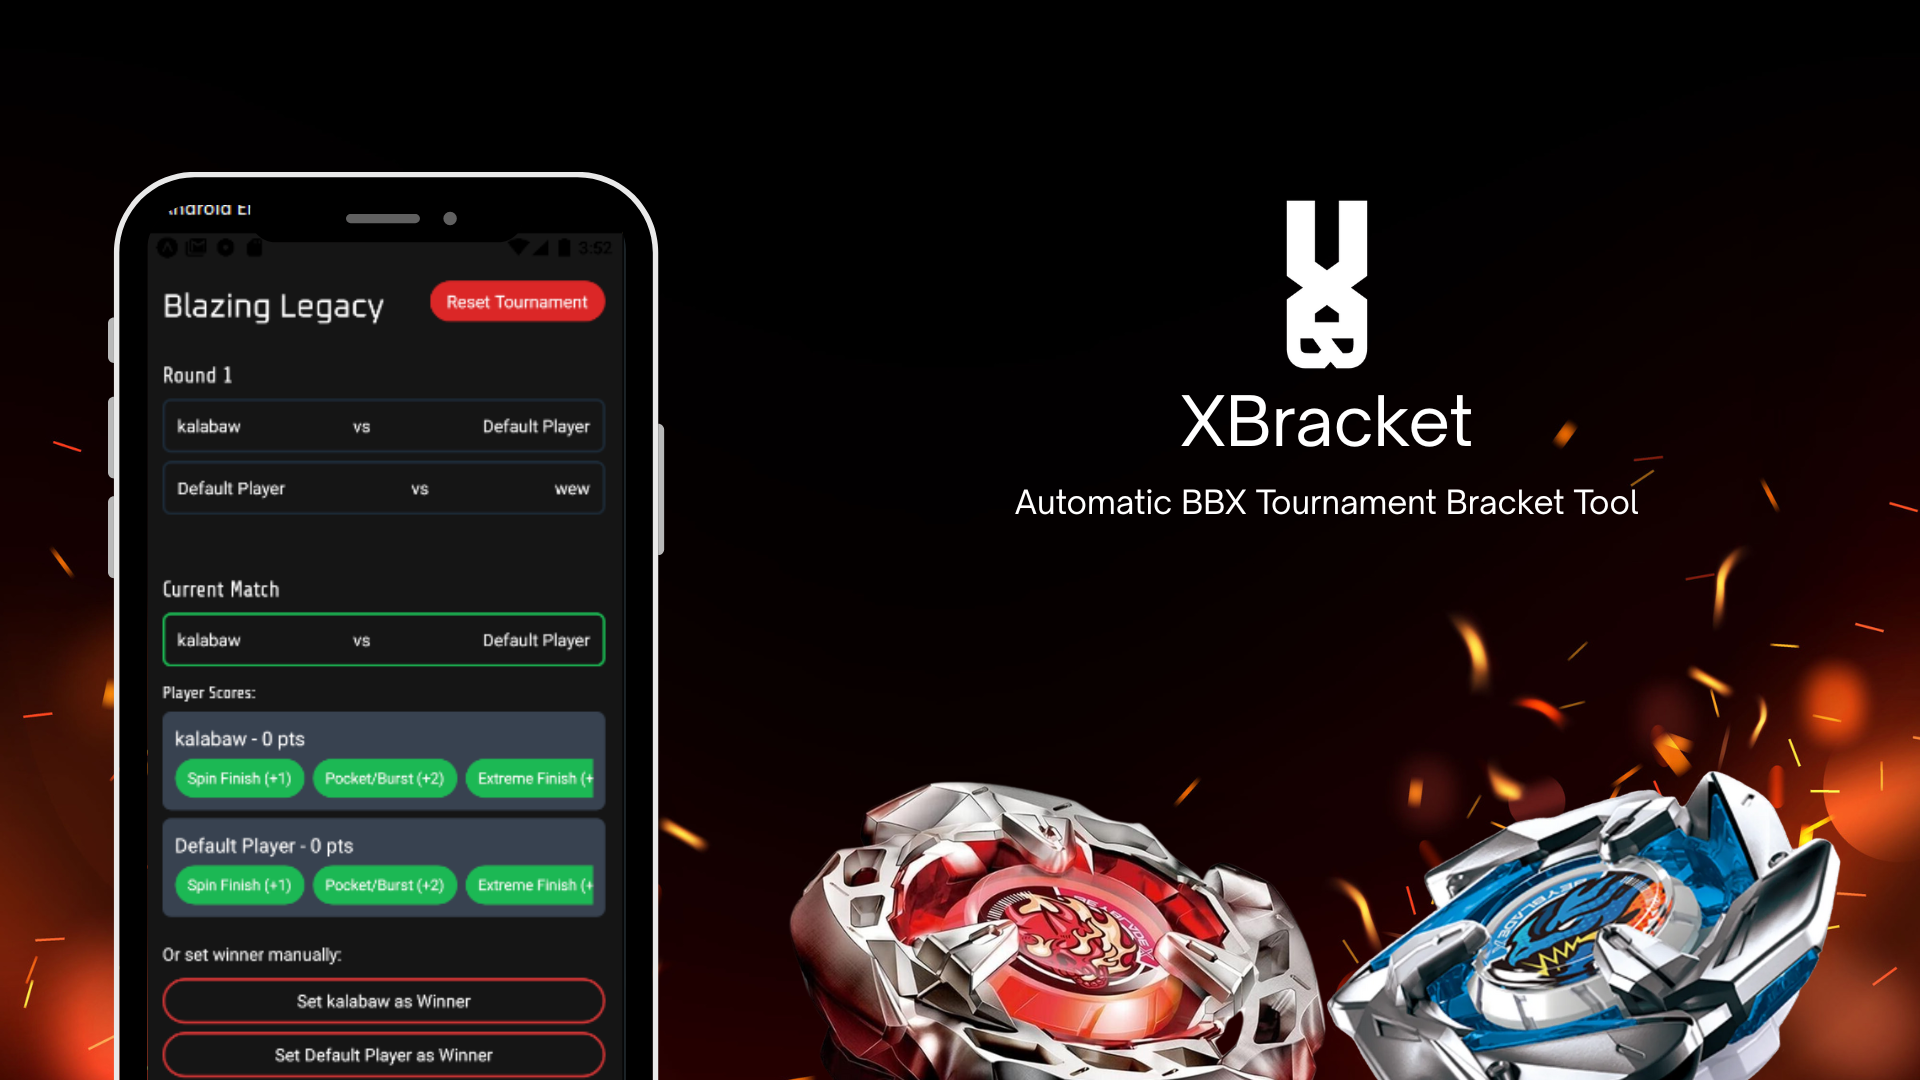 3:52
Blazing Legacy
Reset Tournament
Round 1
kalabaw vs Default Player
Default Player vs wew
Current Match
kalabaw vs Default Player
Player Scores:
kalabaw - 0 pts
Spin Finish (+1) Pocket/Burst (+2) Extreme Finish (+
Default Player - 0 pts
Spin Finish (+1) Pocket/Burst (+2) Extreme Finish (+
Or set winner manually:
Set kalabaw as Winner
Set Default Player as Winner
XBracket
Automatic BBX Tournament Bracket Tool
BEYBLADE X